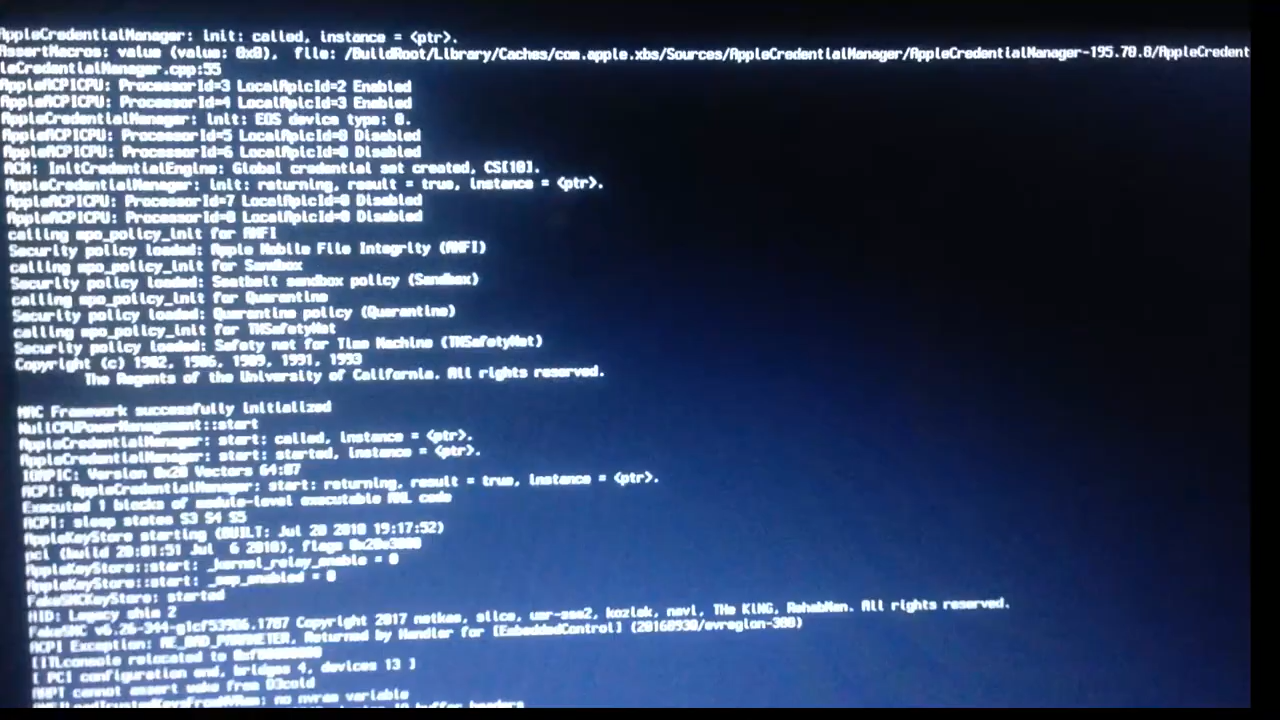 AppleCredentialManager: init: called, instance = <ptr>.
AssertMacros: value (value: 0x0), file: /BuildRoot/Library/Caches/com.apple.xbs/Sources/AppleCredentialManager/AppleCredentialManager-195.70.8/AppleCredent
leCredentialManager.cpp:55
AppleACPICPU: ProcessorId=3 LocalApicId=2 Enabled
AppleACPICPU: ProcessorId=4 LocalApicId=3 Enabled
AppleCredentialManager: init: EOS device type: 0.
AppleACPICPU: ProcessorId=5 LocalApicId=0 Disabled
AppleACPICPU: ProcessorId=6 LocalApicId=0 Disabled
ACM: InitCredentialEngine: Global credential set created, CS[10].
AppleCredentialManager: init: returning, result = true, instance = <ptr>.
AppleACPICPU: ProcessorId=7 LocalApicId=0 Disabled
AppleACPICPU: ProcessorId=8 LocalApicId=0 Disabled
calling mpo_policy_init for AMFI
Security policy loaded: Apple Mobile File Integrity (AMFI)
calling mpo_policy_init for Sandbox
Security policy loaded: Seatbelt sandbox policy (Sandbox)
calling mpo_policy_init for Quarantine
Security policy loaded: Quarantine policy (Quarantine)
calling mpo_policy_init for TMSafetyNet
Security policy loaded: Safety net for Time Machine (TMSafetyNet)
Copyright (c) 1982, 1986, 1989, 1991, 1993
The Regents of the University of California. All rights reserved.
MAC Framework successfully initialized
NullCPUPowerManagement::start
AppleCredentialManager: start: called, instance = <ptr>.
AppleCredentialManager: start: started, instance = <ptr>.
IOAPIC: Version 0x20 Vectors 64:87
ACPI: AppleCredentialManager: start: returning, result = true, instance = <ptr>.
Executed 1 blocks of module-level executable AML code
ACPI: sleep states S3 S4 S5
AppleKeyStore starting (BUILT: Jul 20 2018 19:17:52)
pci (build 20:01:51 Jul  6 2018), flags 0x20e3000
AppleKeyStore::start: _kernel_relay_enable = 0
AppleKeyStore::start: _sep_enabled = 0
FakeSMCKeyStore: started
HID: Legacy shim 2
FakeSMC v6.26-344-g1cf53906.1787 Copyright 2017 netkas, slice, usr-sse2, kozlek, navi, THe KiNG, RehabMan. All rights reserved.
ACPI Exception: AE_BAD_PARAMETER, Returned by Handler for [EmbeddedControl] (20160930/evregion-300)
[ITLconsole relocated to
[ PCI configuration end, bridges 4, devices 13 ]
cannot assert wake from D3cold
no nvram variable
buffer headers